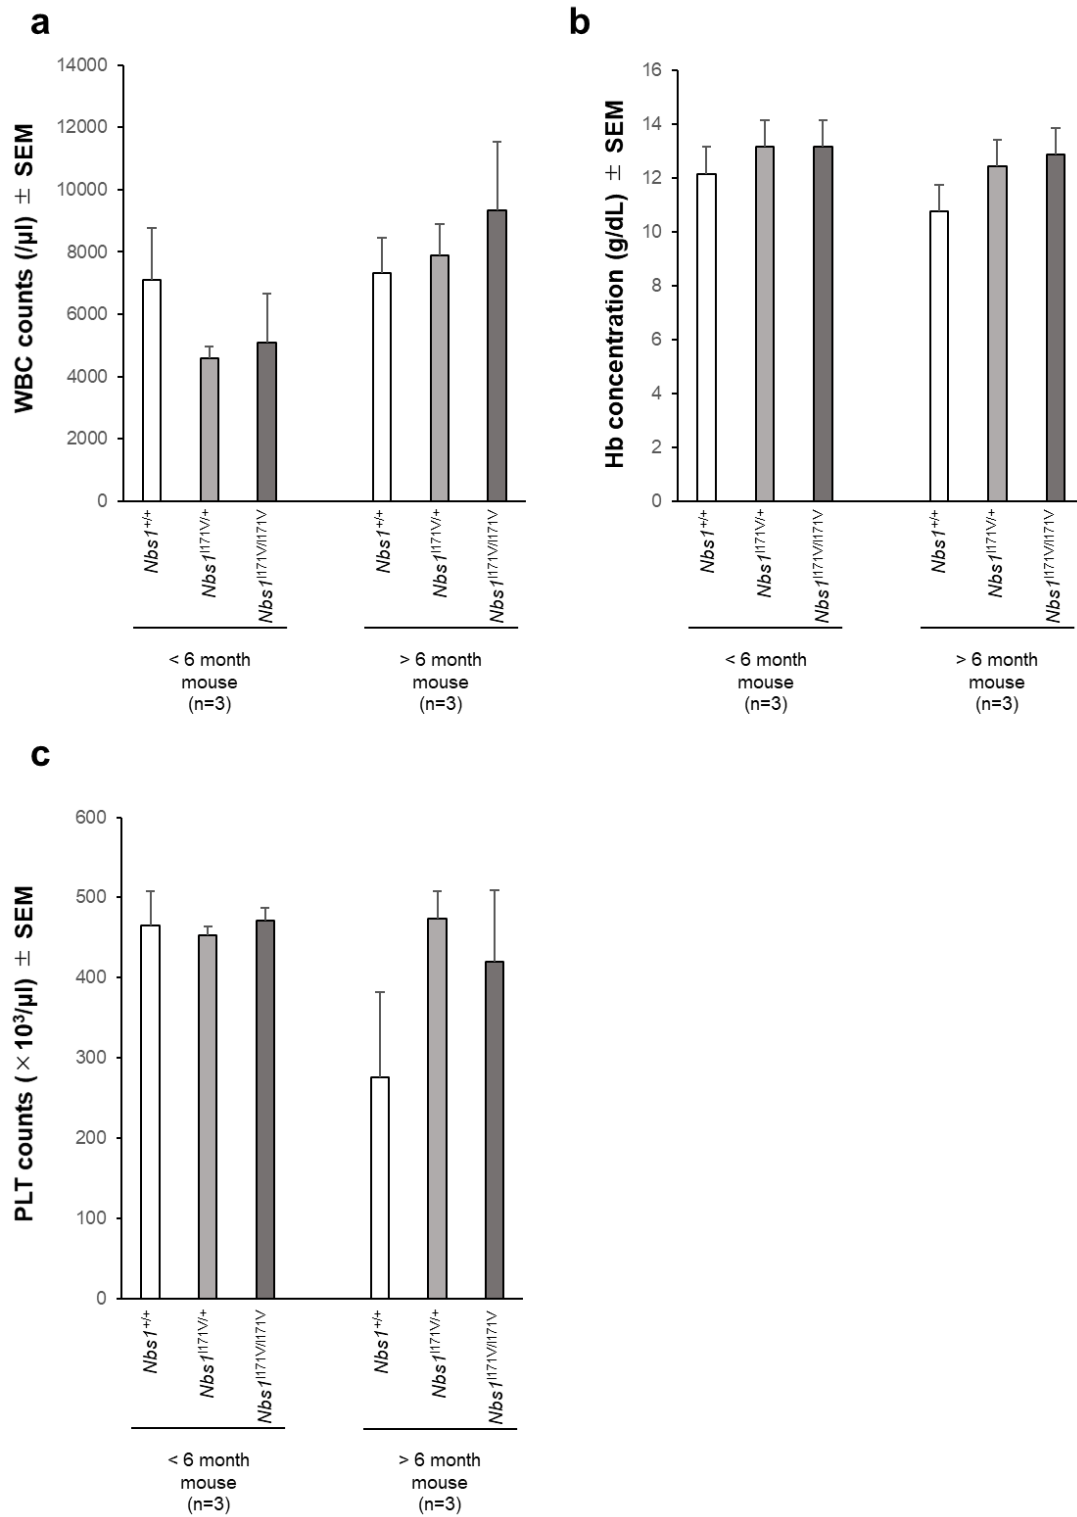 a
WBC counts (/µl) ± SEM
14000
12000
10000
8000
6000
4000
2000
0
Nbs1+/+
Nbs1I171V/+
Nbs1I171V/I171V
Nbs1+/+
Nbs1I171V/+
Nbs1I171V/I171V
< 6 month
mouse
(n=3)
> 6 month
mouse
(n=3)
b
Hb concentration (g/dL) ± SEM
16
14
12
10
8
6
4
2
0
Nbs1+/+
Nbs1I171V/+
Nbs1I171V/I171V
Nbs1+/+
Nbs1I171V/+
Nbs1I171V/I171V
< 6 month
mouse
(n=3)
> 6 month
mouse
(n=3)
c
PLT counts (×10³/µl) ± SEM
600
500
400
300
200
100
0
Nbs1+/+
Nbs1I171V/+
Nbs1I171V/I171V
Nbs1+/+
Nbs1I171V/+
Nbs1I171V/I171V
< 6 month
mouse
(n=3)
> 6 month
mouse
(n=3)